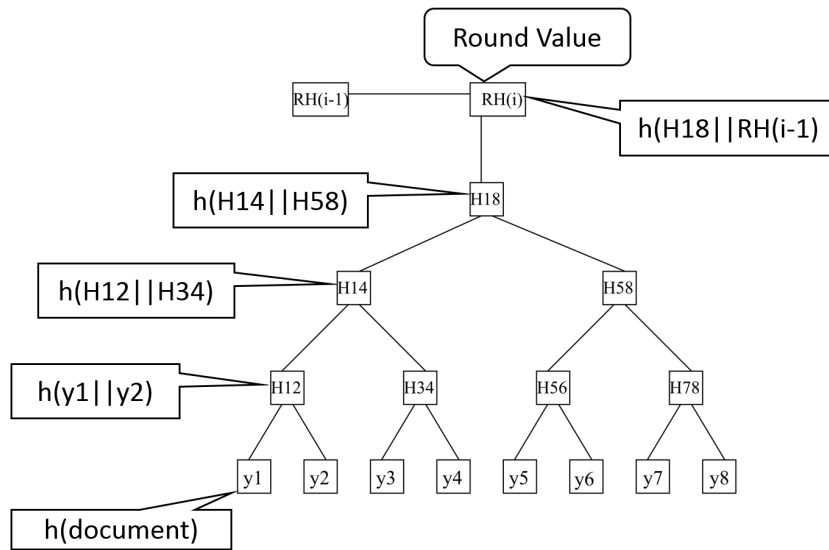 Round Value
RH(i-1)
RH(i)
h(H18||RH(i-1)
h(H14||H58)
H18
h(H12||H34)
H14
H58
h(y1||y2)
H12
H34
H56
H78
y1
y2
y3
y4
y5
y6
y7
y8
h(document)